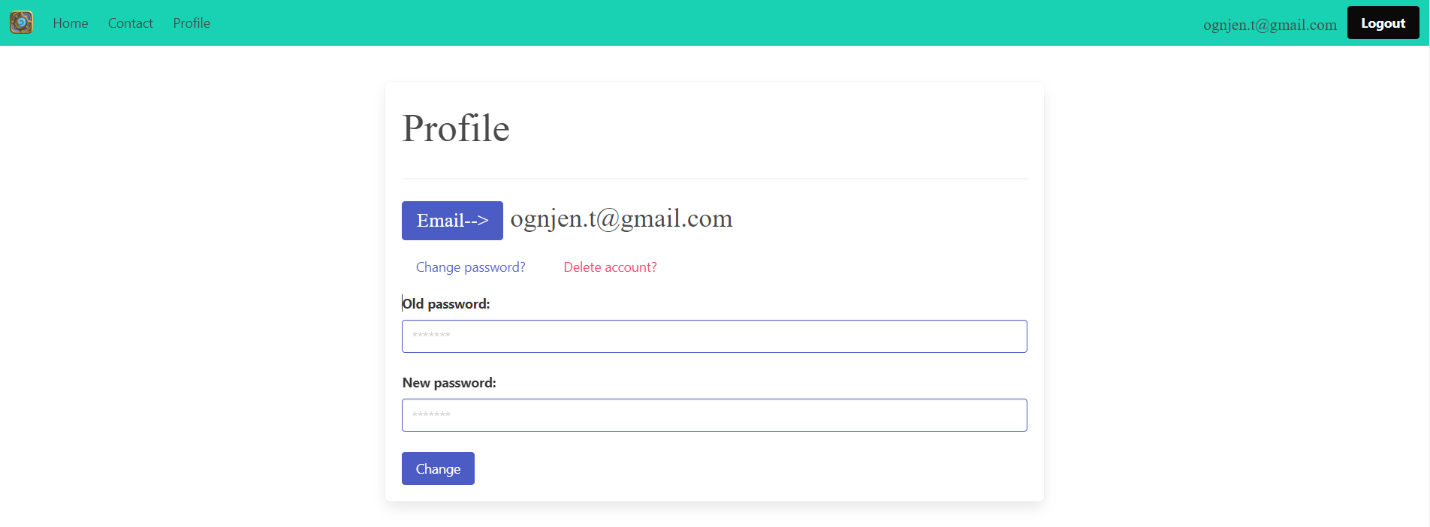 Home Contact Profile ognjen.t@gmail.com Logout
Profile
Email--> ognjen.t@gmail.com
Change password? Delete account?
Old password:
*******
New password:
*******
Change